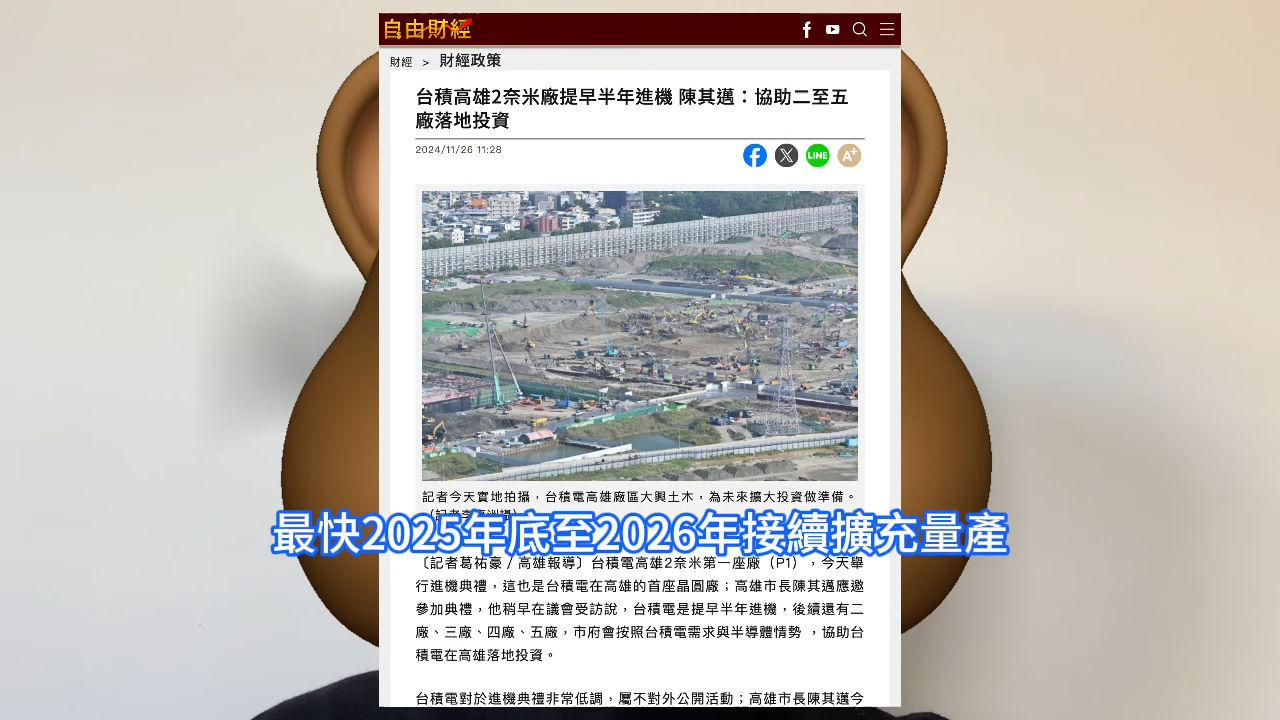 自由財經
財經 > 財經政策
台積高雄2奈米廠提早半年進機 陳其邁：協助二至五
廠落地投資
2024/11/26 11:28
LINE
A+
記者今天實地拍攝，台積電高雄廠區大興土木，為未來擴大投資做準備。
最快2025年底至2026年接續擴充量產
〔記者葛祐豪／高雄報導〕台積電高雄2奈米第一座廠（P1），今天舉
行進機典禮，這也是台積電在高雄的首座晶圓廠；高雄市長陳其邁應邀
參加典禮，他稍早在議會受訪說，台積電是提早半年進機，後續還有二
廠、三廠、四廠、五廠，市府會按照台積電需求與半導體情勢 ，協助台
積電在高雄落地投資。
台積電對於進機典禮非常低調，屬不對外公開活動；高雄市長陳其邁今